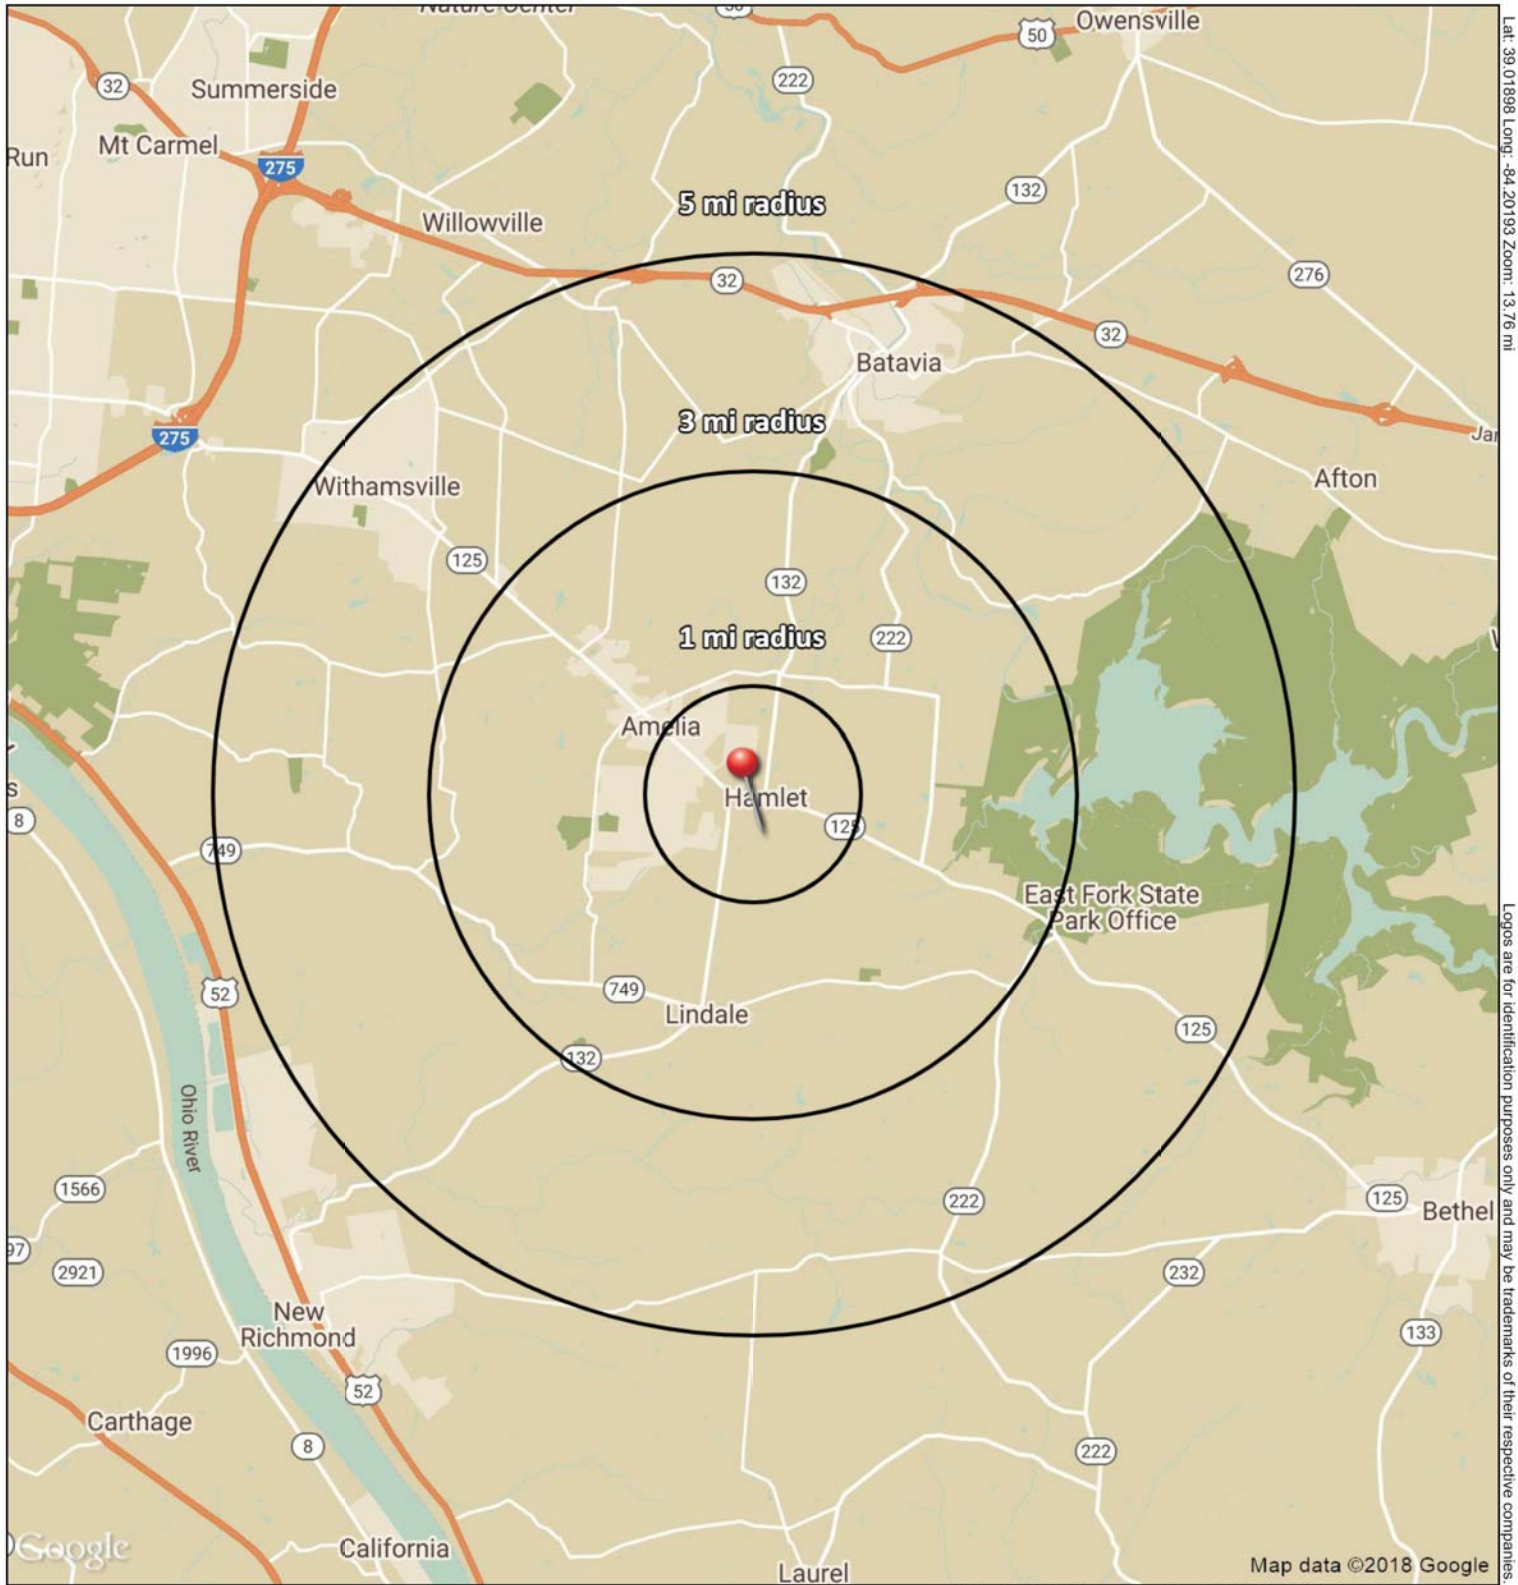 Nature Center
50
Owensville
50
32
222
Summerside
Mt Carmel
Run
275
132
5 mi radius
Willowville
276
32
32
Batavia
3 mi radius
275
Afton
Withamsville
125
132
1 mi radius
222
Amelia
Hamlet
125
8
749
East Fork State
Park Office
749
52
Lindale
125
132
Ohio River
1566
125
222
Bethel
97
2921
232
New
Richmond
1996
133
52
Carthage
8
222
Google
California
Laurel
Map data ©2018 Google
Lat: 39.01898 Long: -84.20193 Zoom: 13.76 mi
Logos are for identification purposes only and may be trademarks of their respective companies.